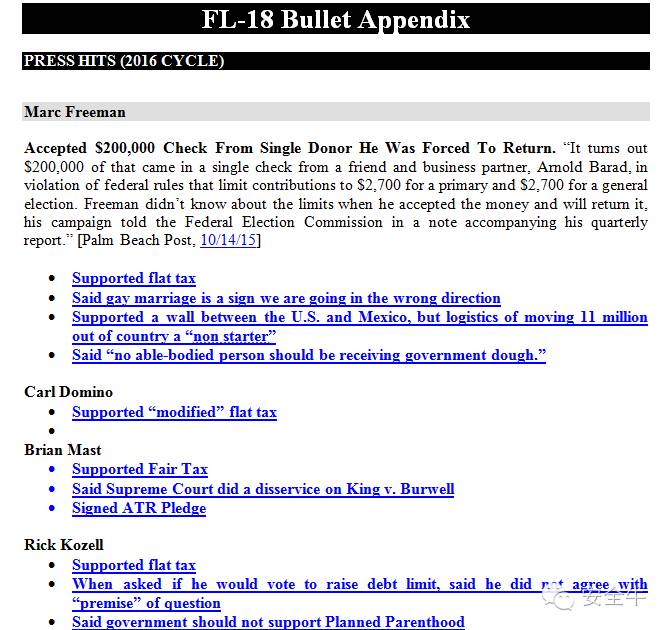 FL-18 Bullet Appendix
PRESS HITS (2016 CYCLE)
Marc Freeman
Accepted $200,000 Check From Single Donor He Was Forced To Return. “It turns out
$200,000 of that came in a single check from a friend and business partner, Arnold Barad, in
violation of federal rules that limit contributions to $2,700 for a primary and $2,700 for a general
election. Freeman didn’t know about the limits when he accepted the money and will return it,
his campaign told the Federal Election Commission in a note accompanying his quarterly
report.” [Palm Beach Post, 10/14/15]
• Supported flat tax
• Said gay marriage is a sign we are going in the wrong direction
• Supported a wall between the U.S. and Mexico, but logistics of moving 11 million
out of country a “non starter”
• Said “no able-bodied person should be receiving government dough.”
Carl Domino
• Supported “modified” flat tax
•
Brian Mast
• Supported Fair Tax
• Said Supreme Court did a disservice on King v. Burwell
• Signed ATR Pledge
Rick Kozell
• Supported flat tax
• When asked if he would vote to raise debt limit, said he did not agree with
“premise” of question
• Said government should not support Planned Parenthood
安全牛